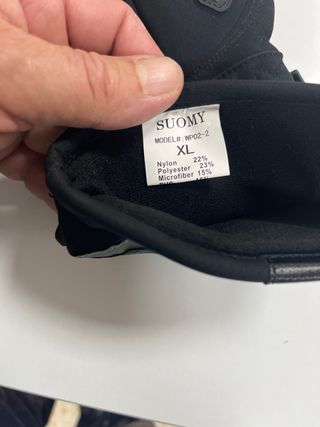 SUOMY
MODEL#: WP02-2
XL
Nylon 22%
Polyester 23%
Microfiber 15%